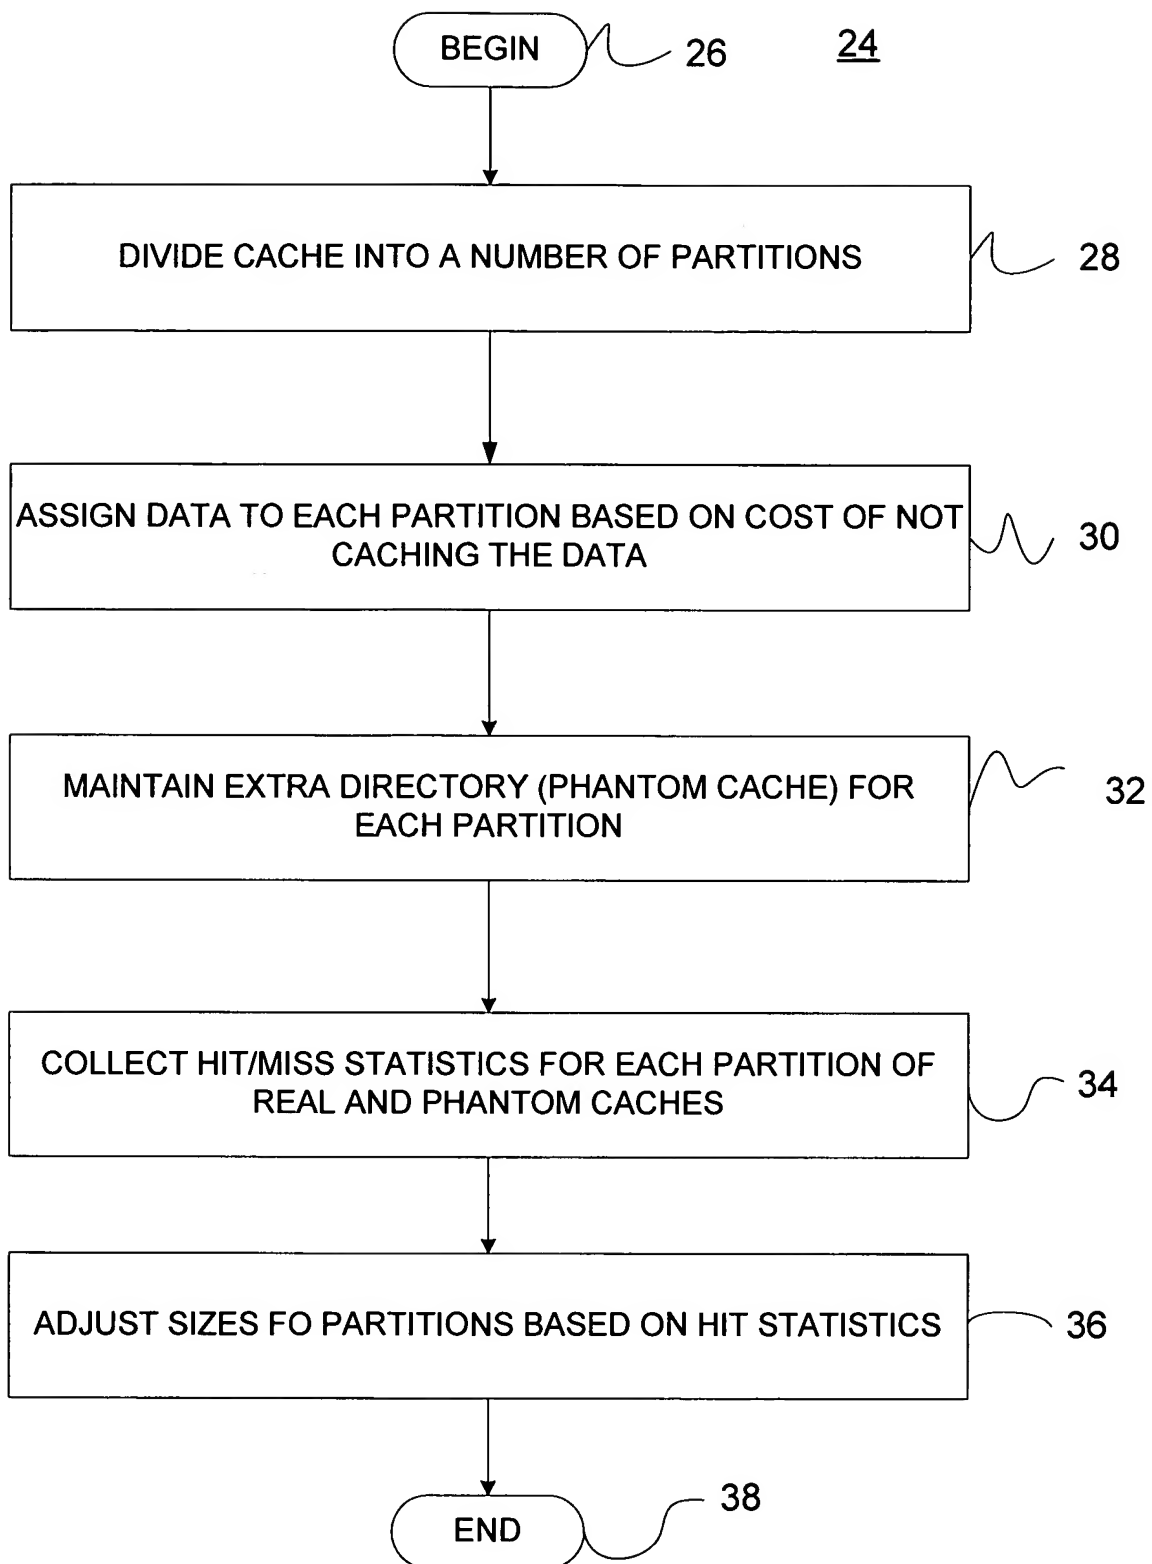 BEGIN
26
24
DIVIDE CACHE INTO A NUMBER OF PARTITIONS
28
ASSIGN DATA TO EACH PARTITION BASED ON COST OF NOT
CACHING THE DATA
30
MAINTAIN EXTRA DIRECTORY (PHANTOM CACHE) FOR
EACH PARTITION
32
COLLECT HIT/MISS STATISTICS FOR EACH PARTITION OF
REAL AND PHANTOM CACHES
34
ADJUST SIZES FO PARTITIONS BASED ON HIT STATISTICS
36
END
38